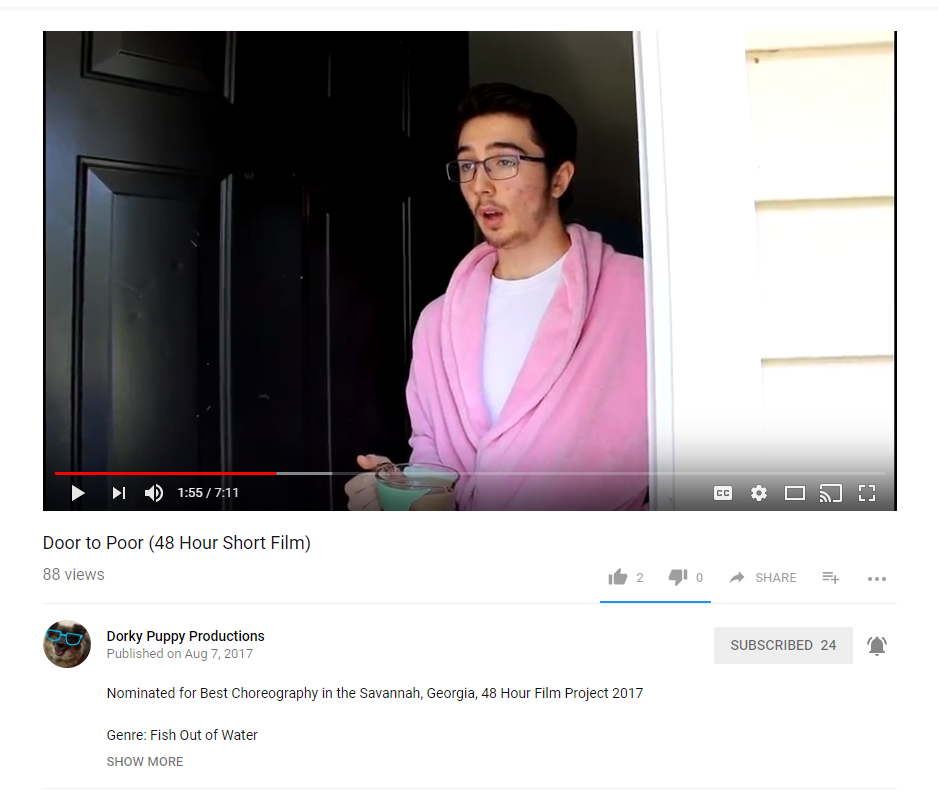 1:55 / 7:11
CC
Door to Poor (48 Hour Short Film)
88 views
2
0
SHARE
Dorky Puppy Productions
Published on Aug 7, 2017
SUBSCRIBED 24
Nominated for Best Choreography in the Savannah, Georgia, 48 Hour Film Project 2017
Genre: Fish Out of Water
SHOW MORE